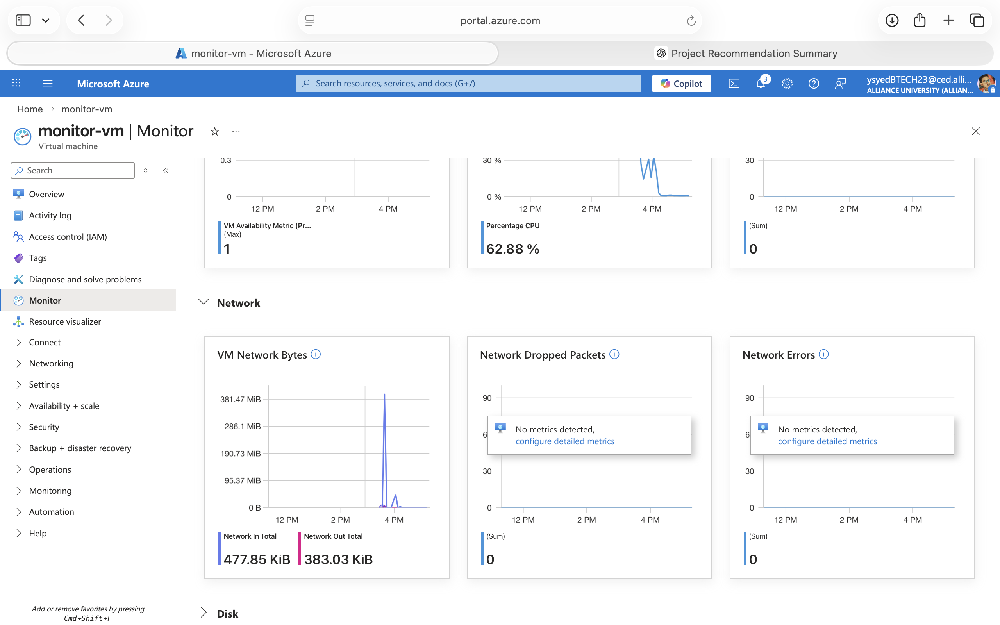 portal.azure.com
monitor-vm - Microsoft Azure
Project Recommendation Summary
Microsoft Azure
Search resources, services, and docs (G+/)
Copilot
3
ysyedBTECH23@ced.alli...
ALLIANCE UNIVERSITY (ALLIAN...
Home
monitor-vm
monitor-vm | Monitor
Virtual machine
Search
Overview
Activity log
Access control (IAM)
Tags
Diagnose and solve problems
Monitor
Resource visualizer
Connect
Networking
Settings
Availability + scale
Security
Backup + disaster recovery
Operations
Monitoring
Automation
Help
Add or remove favorites by pressing
Cmd+Shift+F
0.3
0
12 PM
2 PM
4 PM
VM Availability Metric (Pr...
(Max)
1
30 %
0 %
12 PM
2 PM
4 PM
Percentage CPU
62.88 %
30
0
12 PM
2 PM
4 PM
(Sum)
0
Network
VM Network Bytes
381.47 MiB
286.1 MiB
190.73 MiB
95.37 MiB
0 B
12 PM
2 PM
4 PM
Network In Total
477.85 KiB
Network Out Total
383.03 KiB
Network Dropped Packets
90
No metrics detected,
configure detailed metrics
30
0
12 PM
2 PM
4 PM
(Sum)
0
Network Errors
90
No metrics detected,
configure detailed metrics
30
0
12 PM
2 PM
4 PM
(Sum)
0
Disk